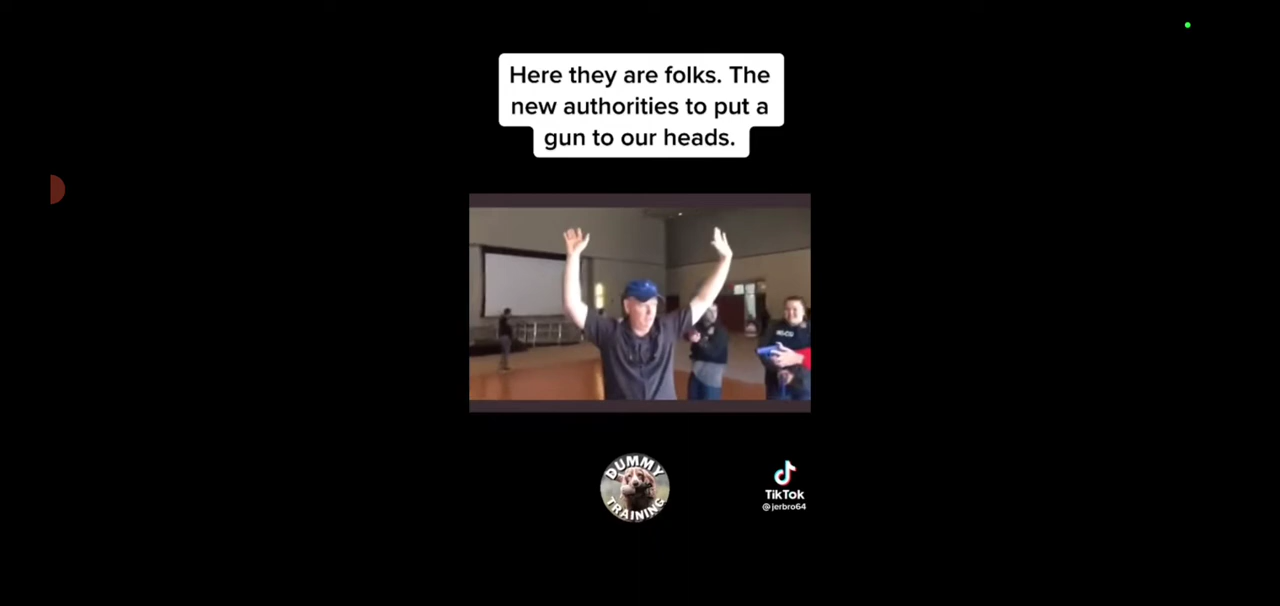 Here they are folks. The
new authorities to put a
gun to our heads.
DUMMY
TRAINING
TikTok
@jerbro64